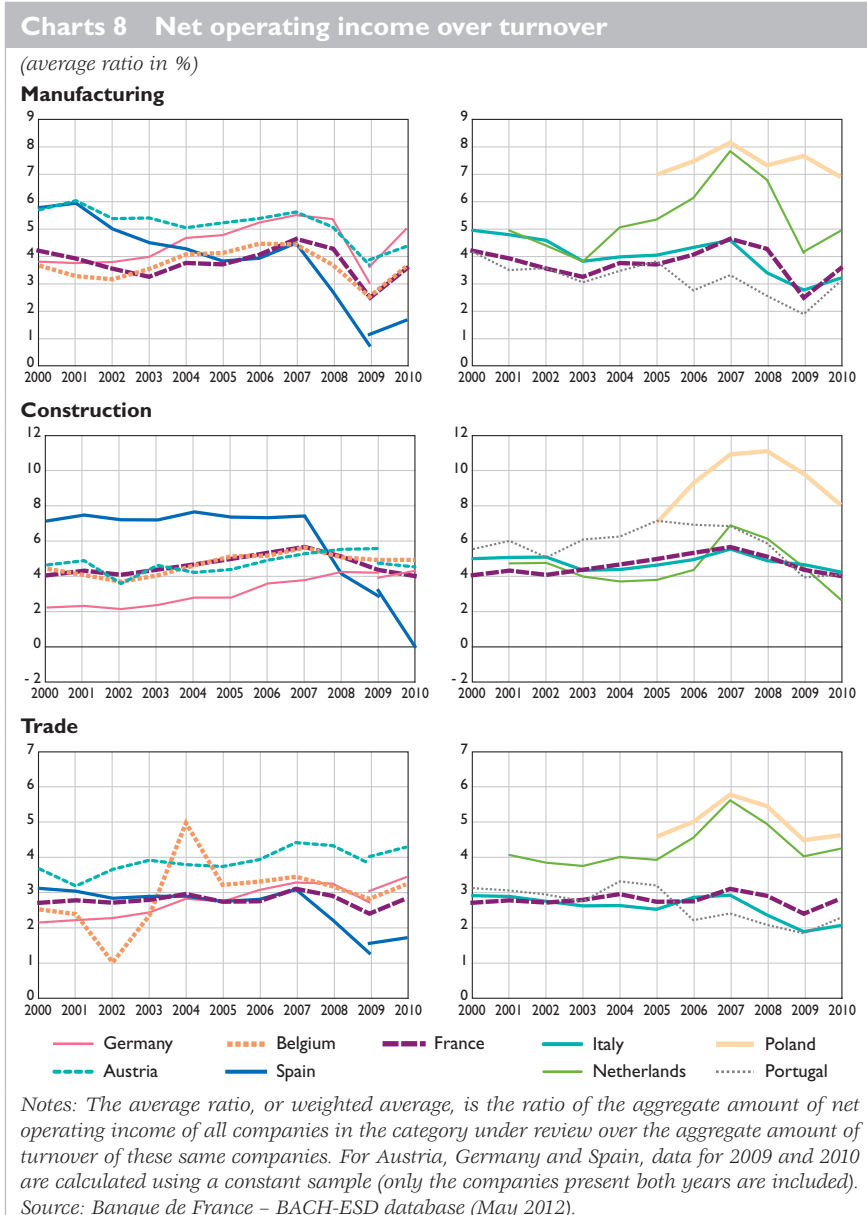 Charts 8 Net operating income over turnover
(average ratio in %)
Manufacturing
9
8
7
6
5
4
3
2
1
0
2000 2001 2002 2003 2004 2005 2006 2007 2008 2009 2010
9
8
7
6
5
4
3
2
1
0
2000 2001 2002 2003 2004 2005 2006 2007 2008 2009 2010
Construction
12
10
8
6
4
2
0
- 2
2000 2001 2002 2003 2004 2005 2006 2007 2008 2009 2010
12
10
8
6
4
2
0
- 2
2000 2001 2002 2003 2004 2005 2006 2007 2008 2009 2010
Trade
7
6
5
4
3
2
1
0
2000 2001 2002 2003 2004 2005 2006 2007 2008 2009 2010
7
6
5
4
3
2
1
0
2000 2001 2002 2003 2004 2005 2006 2007 2008 2009 2010
Germany Belgium France Italy Poland
Austria Spain Netherlands Portugal
Notes: The average ratio, or weighted average, is the ratio of the aggregate amount of net
operating income of all companies in the category under review over the aggregate amount of
turnover of these same companies. For Austria, Germany and Spain, data for 2009 and 2010
are calculated using a constant sample (only the companies present both years are included).
Source: Banque de France – BACH-ESD database (May 2012).